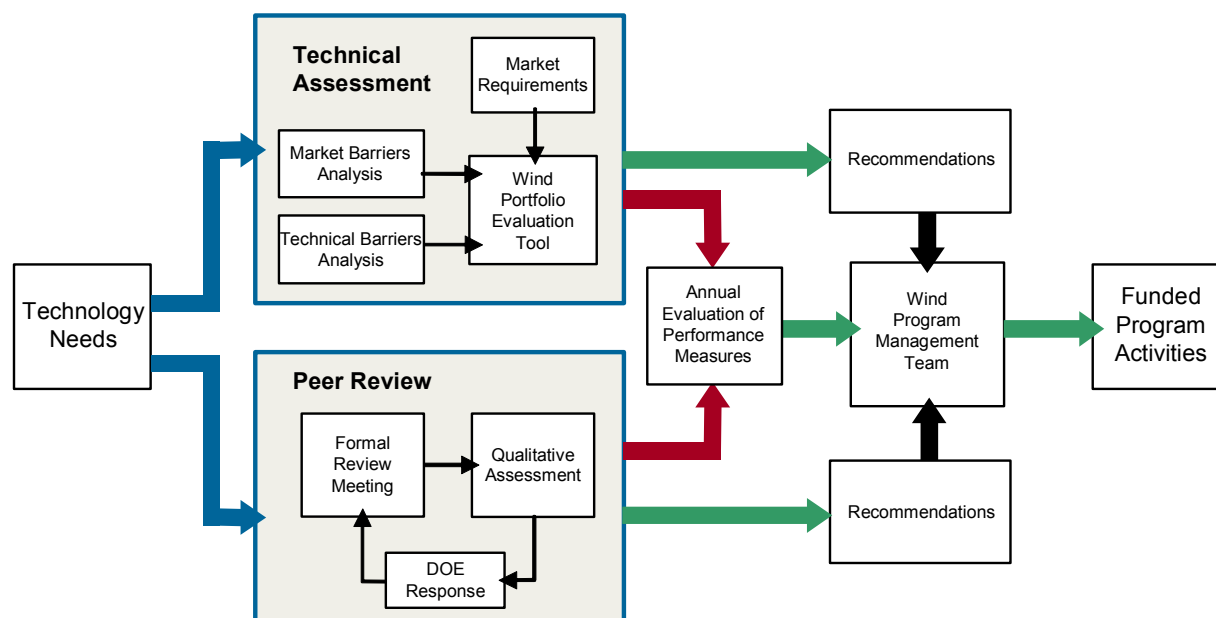 Technical
Assessment
Market
Requirements
Market Barriers
Analysis
Wind
Portfolio
Evaluation
Tool
Technical Barriers
Analysis
Recommendations
Technology
Needs
Annual
Evaluation of
Performance
Measures
Wind
Program
Management
Team
Funded
Program
Activities
Peer Review
Formal
Review
Meeting
Qualitative
Assessment
DOE
Response
Recommendations